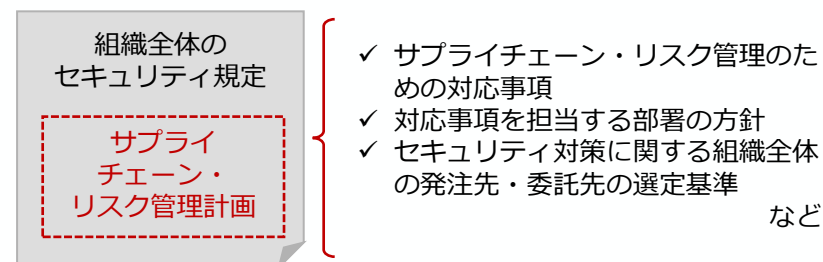 組織全体の
セキュリティ規定
サプライ
チェーン・
リスク管理計画
✓ サプライチェーン・リスク管理のた
めの対応事項
✓ 対応事項を担当する部署の方針
✓ セキュリティ対策に関する組織全体
の発注先・委託先の選定基準
など